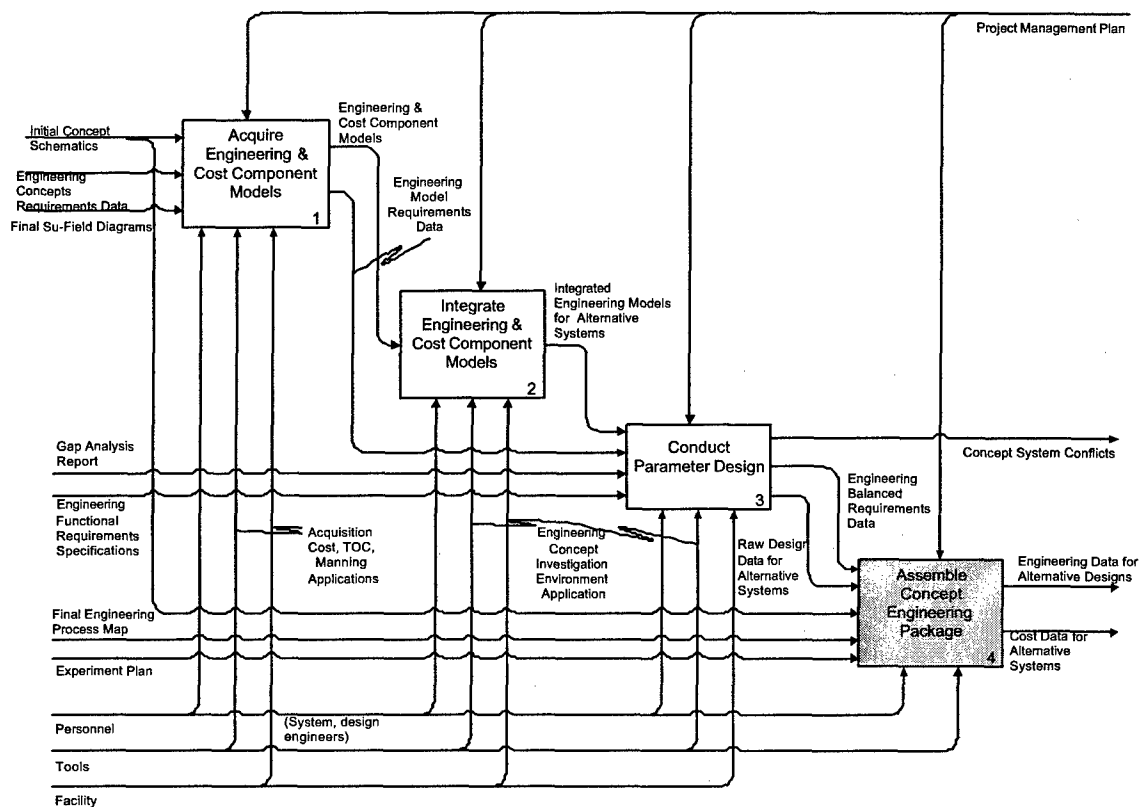 Project Management Plan
Initial Concept
Schematics
Engineering
Concepts
Requirements Data
Final Su-Field Diagrams
Acquire
Engineering &
Cost Component
Models
1
Engineering &
Cost Component
Models
Engineering
Model
Requirements
Data
Integrate
Engineering &
Cost Component
Models
2
Integrated
Engineering Models
for Alternative
Systems
Gap Analysis
Report
Engineering
Functional
Requirements
Specifications
Conduct
Parameter Design
3
Concept System Conflicts
Engineering
Balanced
Requirements
Data
Acquisition
Cost, TOC,
Manning
Applications
Engineering
Concept
Investigation
Environment
Application
Raw Design
Data for
Alternative
Systems
Assemble
Concept
Engineering
Package
4
Engineering Data for
Alternative Designs
Cost Data for
Alternative
Systems
Final Engineering
Process Map
Experiment Plan
Personnel
(System, design
engineers)
Tools
Facility